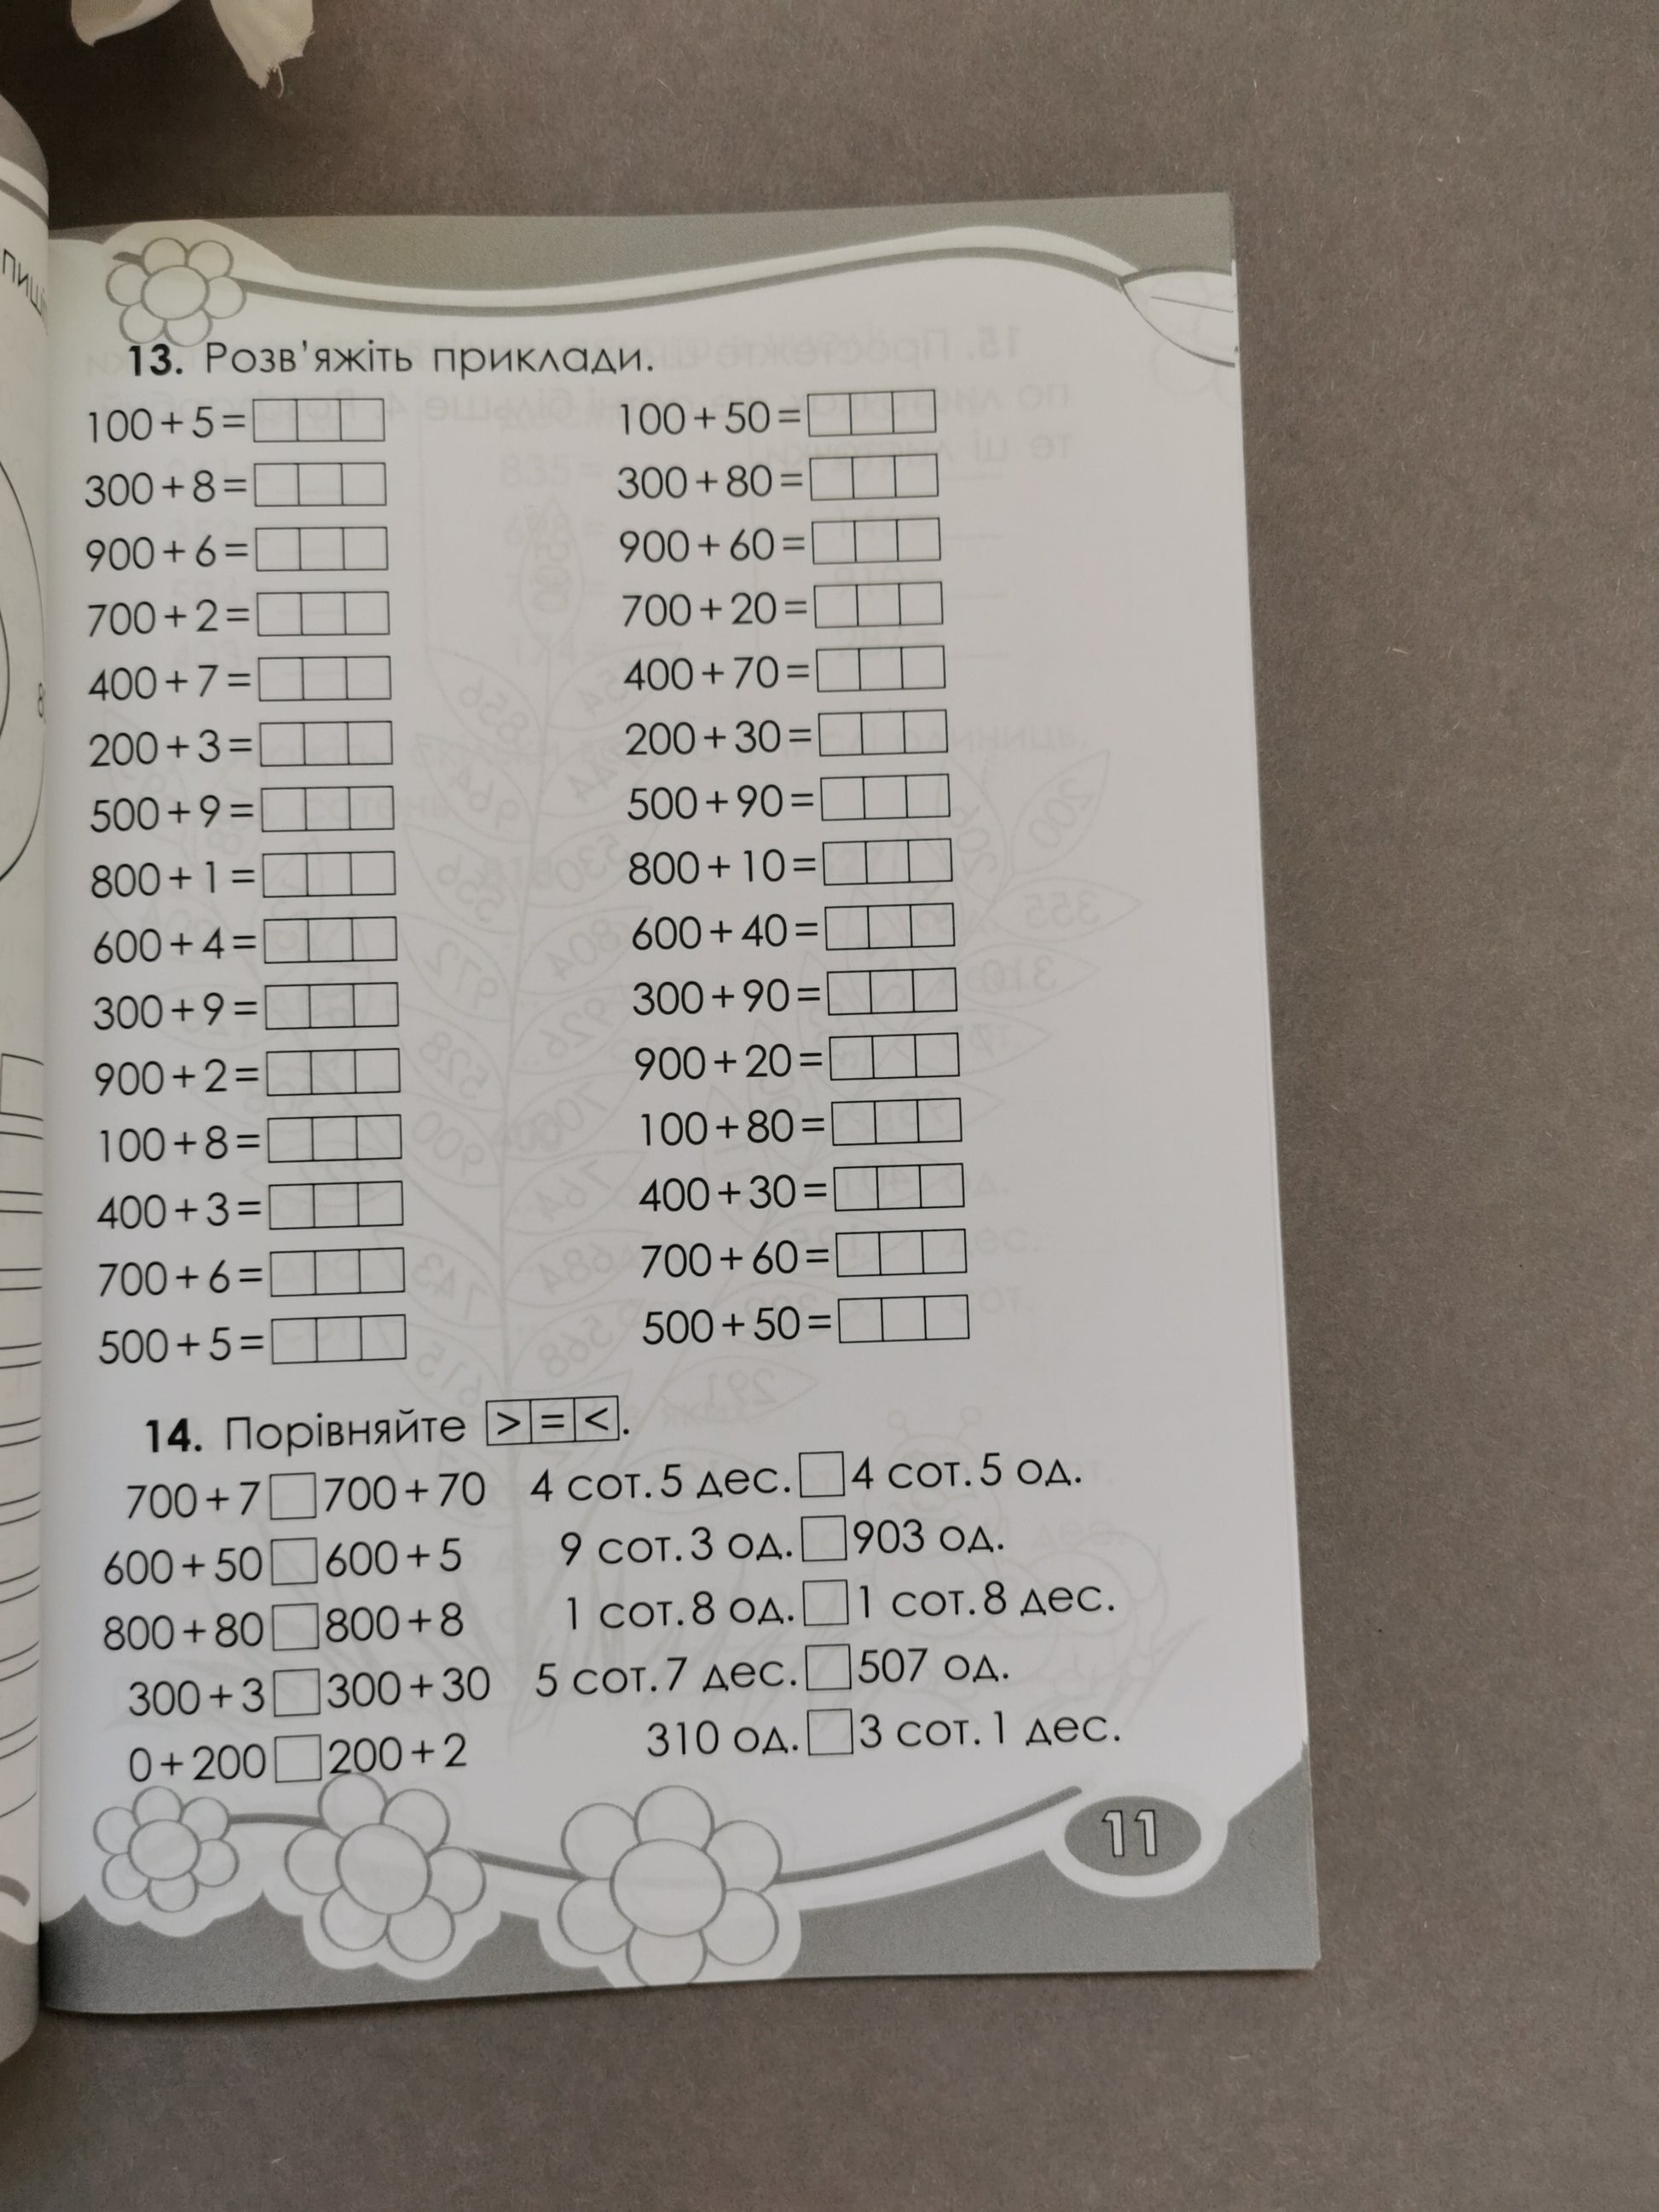 13. Розв'яжіть приклади.
100+5= 100+50=
300+8= 300+80=
900+6= 900+60=
700+2= 700+20=
400+7= 400+70=
200+3= 200+30=
500+9= 500+90=
800+1= 800+10=
600+4= 600+40=
300+9= 300+90=
900+2= 900+20=
100+8= 100+80=
400+3= 400+30=
700+6= 700+60=
500+5= 500+50=
14. Порівняйте >=<.
700+7 □ 700+70 4 сот. 5 дес. □ 4 сот. 5 од.
600+50 □ 600+5 9 сот. 3 од. □ 903 од.
800+80 □ 800+8 1 сот. 8 од. □ 1 сот. 8 дес.
300+3 □ 300+30 5 сот. 7 дес. □ 507 од.
0+200 □ 200+2 310 од. □ 3 сот. 1 дес.
11